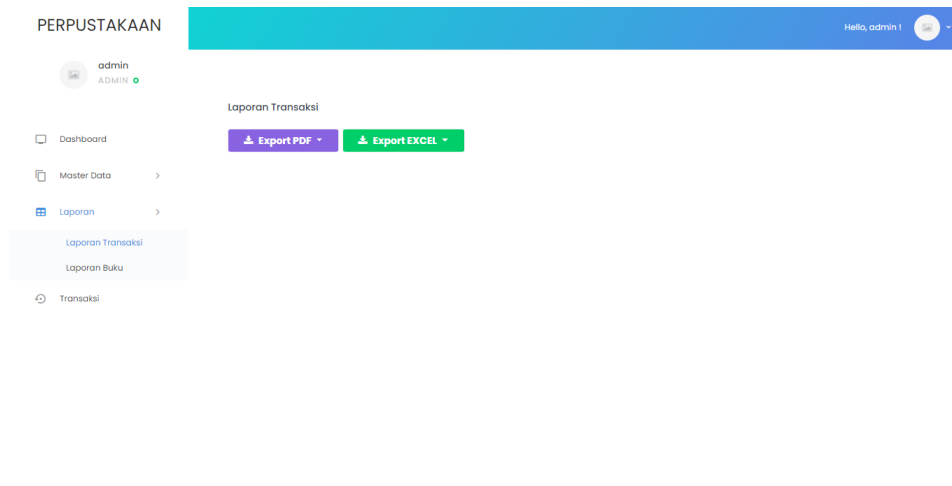 PERPUSTAKAAN
Hello, admin !
admin
ADMIN
Laporan Transaksi
Export PDF
Export EXCEL
Dashboard
Master Data
Laporan
Laporan Transaksi
Laporan Buku
Transaksi